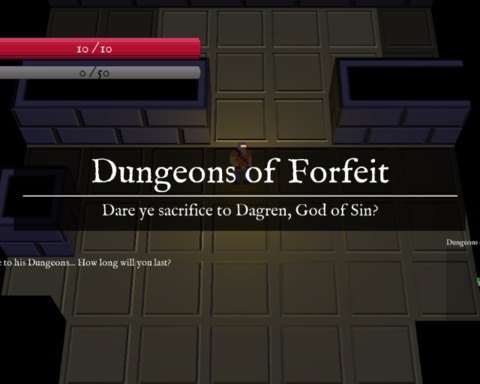 10 / 10
0 / 50
Dungeons of Forfeit
Dare ye sacrifice to Dagren, God of Sin?
Dungeons
to his Dungeons... How long will you last?